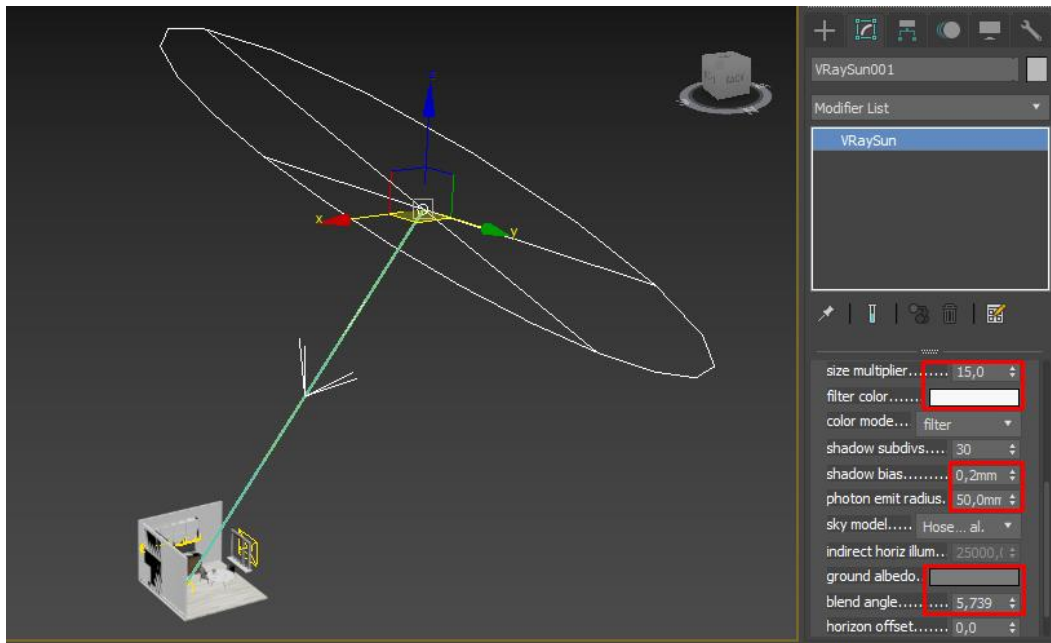 z
x
y
VRaySun001
Modifier List
VRaySun
size multiplier........ 15,0
filter color.......
color mode... filter
shadow subdivs..... 30
shadow bias......... 0,2mm
photon emit radius. 50,0mm
sky model..... Hose... al.
indirect horiz illum.. 25000,(
ground albedo..
blend angle.......... 5,739
horizon offset....... 0,0